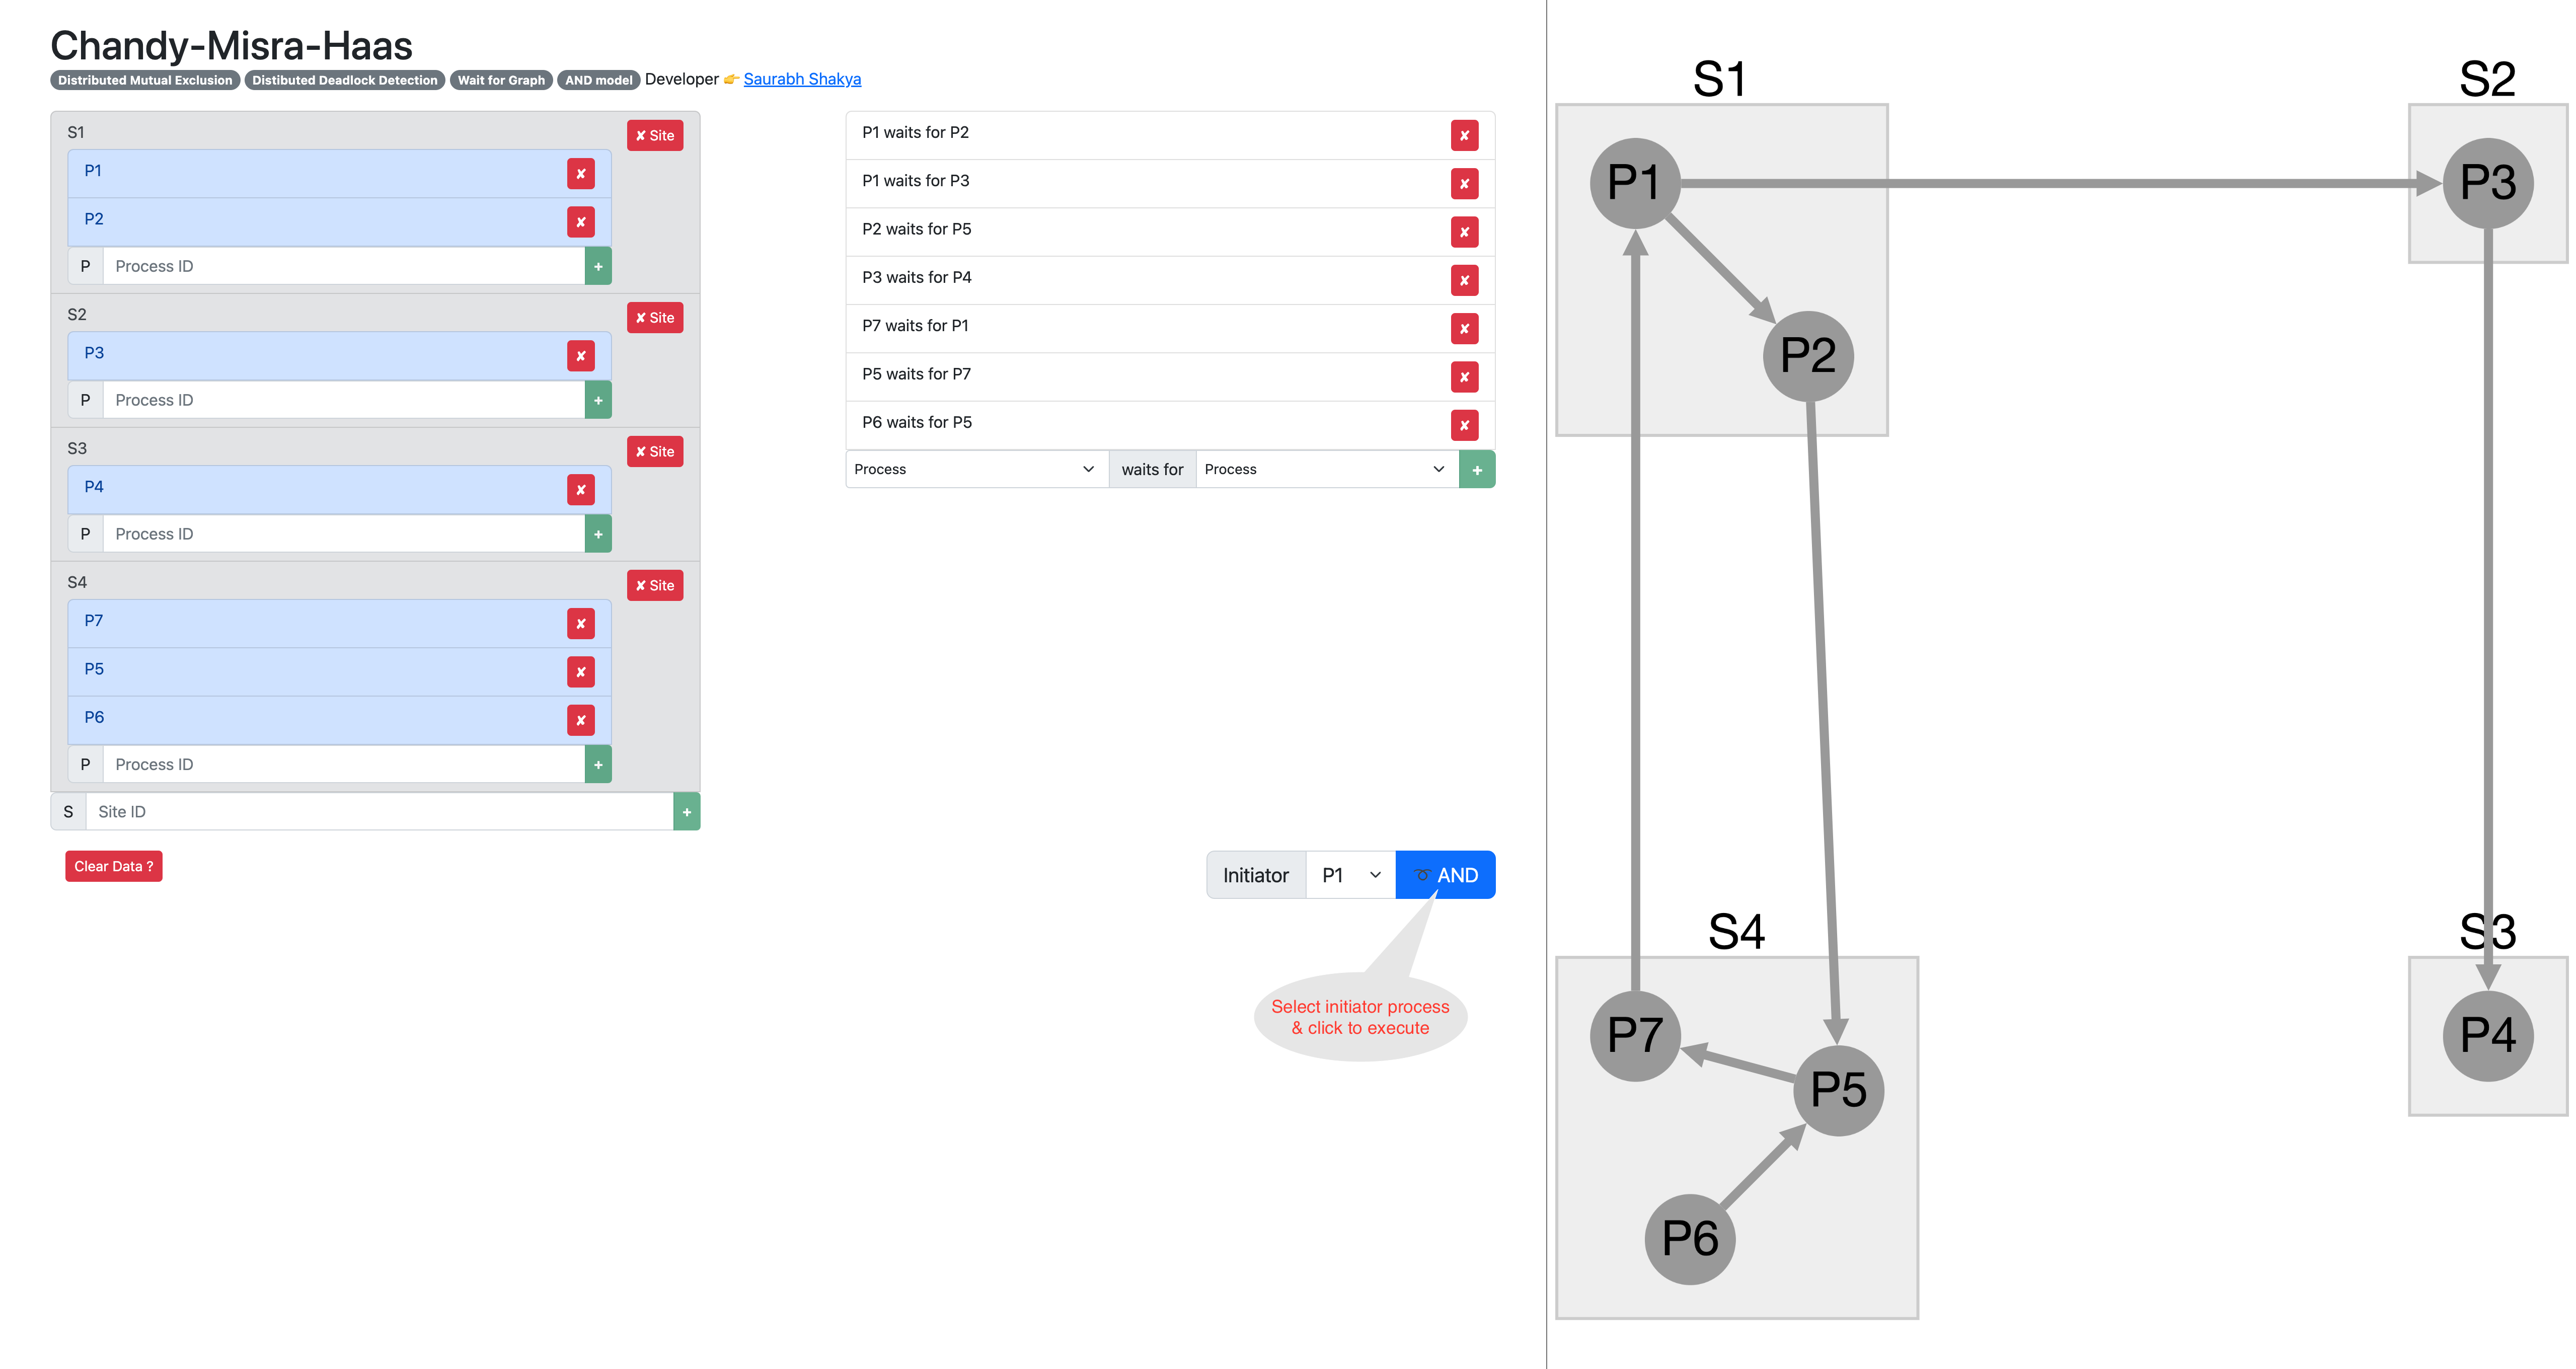 Chandy-Misra-Haas
Distributed Mutual Exclusion Distibuted Deadlock Detection Wait for Graph AND model Developer 👉 Saurabh Shakya
S1
✘ Site
P1
✘
P2
✘
P Process ID +
S2
✘ Site
P3
✘
P Process ID +
S3
✘ Site
P4
✘
P Process ID +
S4
✘ Site
P7
✘
P5
✘
P6
✘
P Process ID +
S Site ID +
Clear Data ?
P1 waits for P2
✘
P1 waits for P3
✘
P2 waits for P5
✘
P3 waits for P4
✘
P7 waits for P1
✘
P5 waits for P7
✘
P6 waits for P5
✘
Process waits for Process +
Initiator P1 ➰ AND
Select initiator process
& click to execute
S1
P1
P2
S2
P3
S4
P7
P5
P6
S3
P4